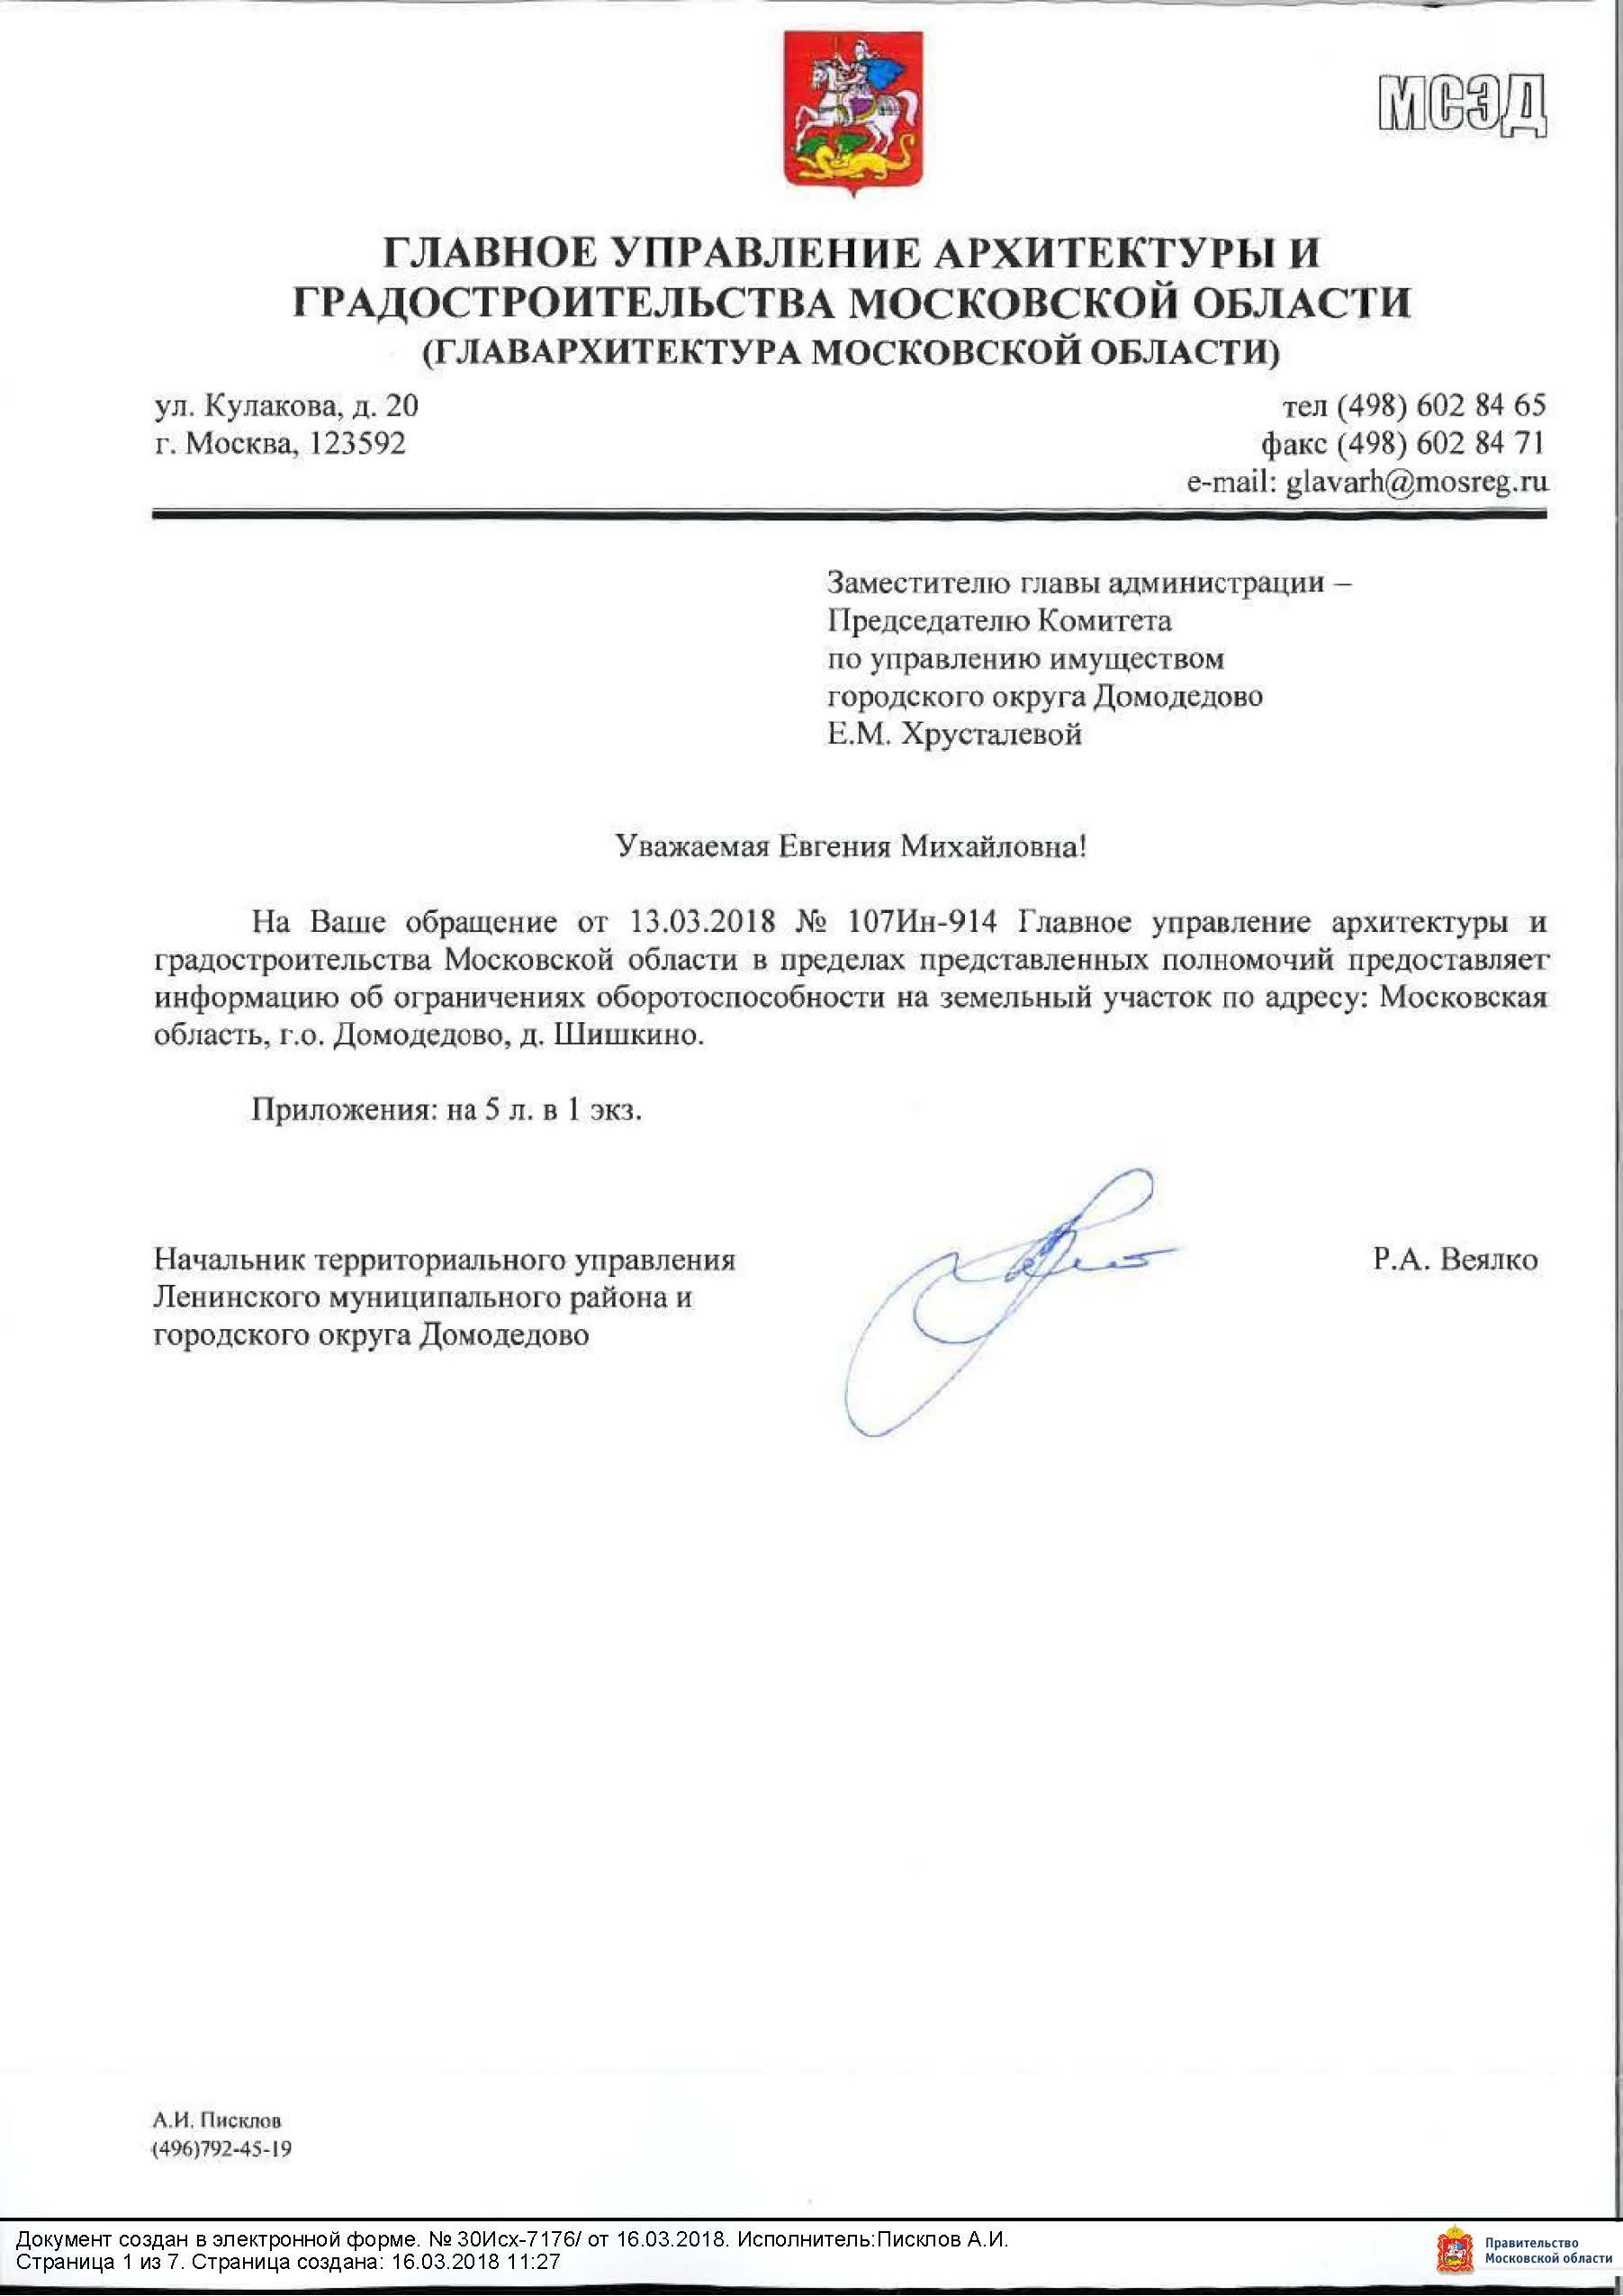 МСЭД
ГЛАВНОЕ УПРАВЛЕНИЕ АРХИТЕКТУРЫ И
ГРАДОСТРОИТЕЛЬСТВА МОСКОВСКОЙ ОБЛАСТИ
(ГЛАВАРХИТЕКТУРА МОСКОВСКОЙ ОБЛАСТИ)
ул. Кулакова, д. 20
г. Москва, 123592
тел (498) 602 84 65
факс (498) 602 84 71
e-mail: glavarh@mosreg.ru
Заместителю главы администрации –
Председателю Комитета
по управлению имуществом
городского округа Домодедово
Е.М. Хрусталевой
Уважаемая Евгения Михайловна!
На Ваше обращение от 13.03.2018 № 107Ин-914 Главное управление архитектуры и
градостроительства Московской области в пределах представленных полномочий предоставляет
информацию об ограничениях оборотоспособности на земельный участок по адресу: Московская
область, г.о. Домодедово, д. Шишкино.
Приложения: на 5 л. в 1 экз.
Начальник территориального управления
Ленинского муниципального района и
городского округа Домодедово
Р.А. Веялко
А.И. Писклов
(496)792-45-19
Документ создан в электронной форме. № 30Исх-7176/ от 16.03.2018. Исполнитель:Писклов А.И.
Страница 1 из 7. Страница создана: 16.03.2018 11:27
Правительство
Московской области